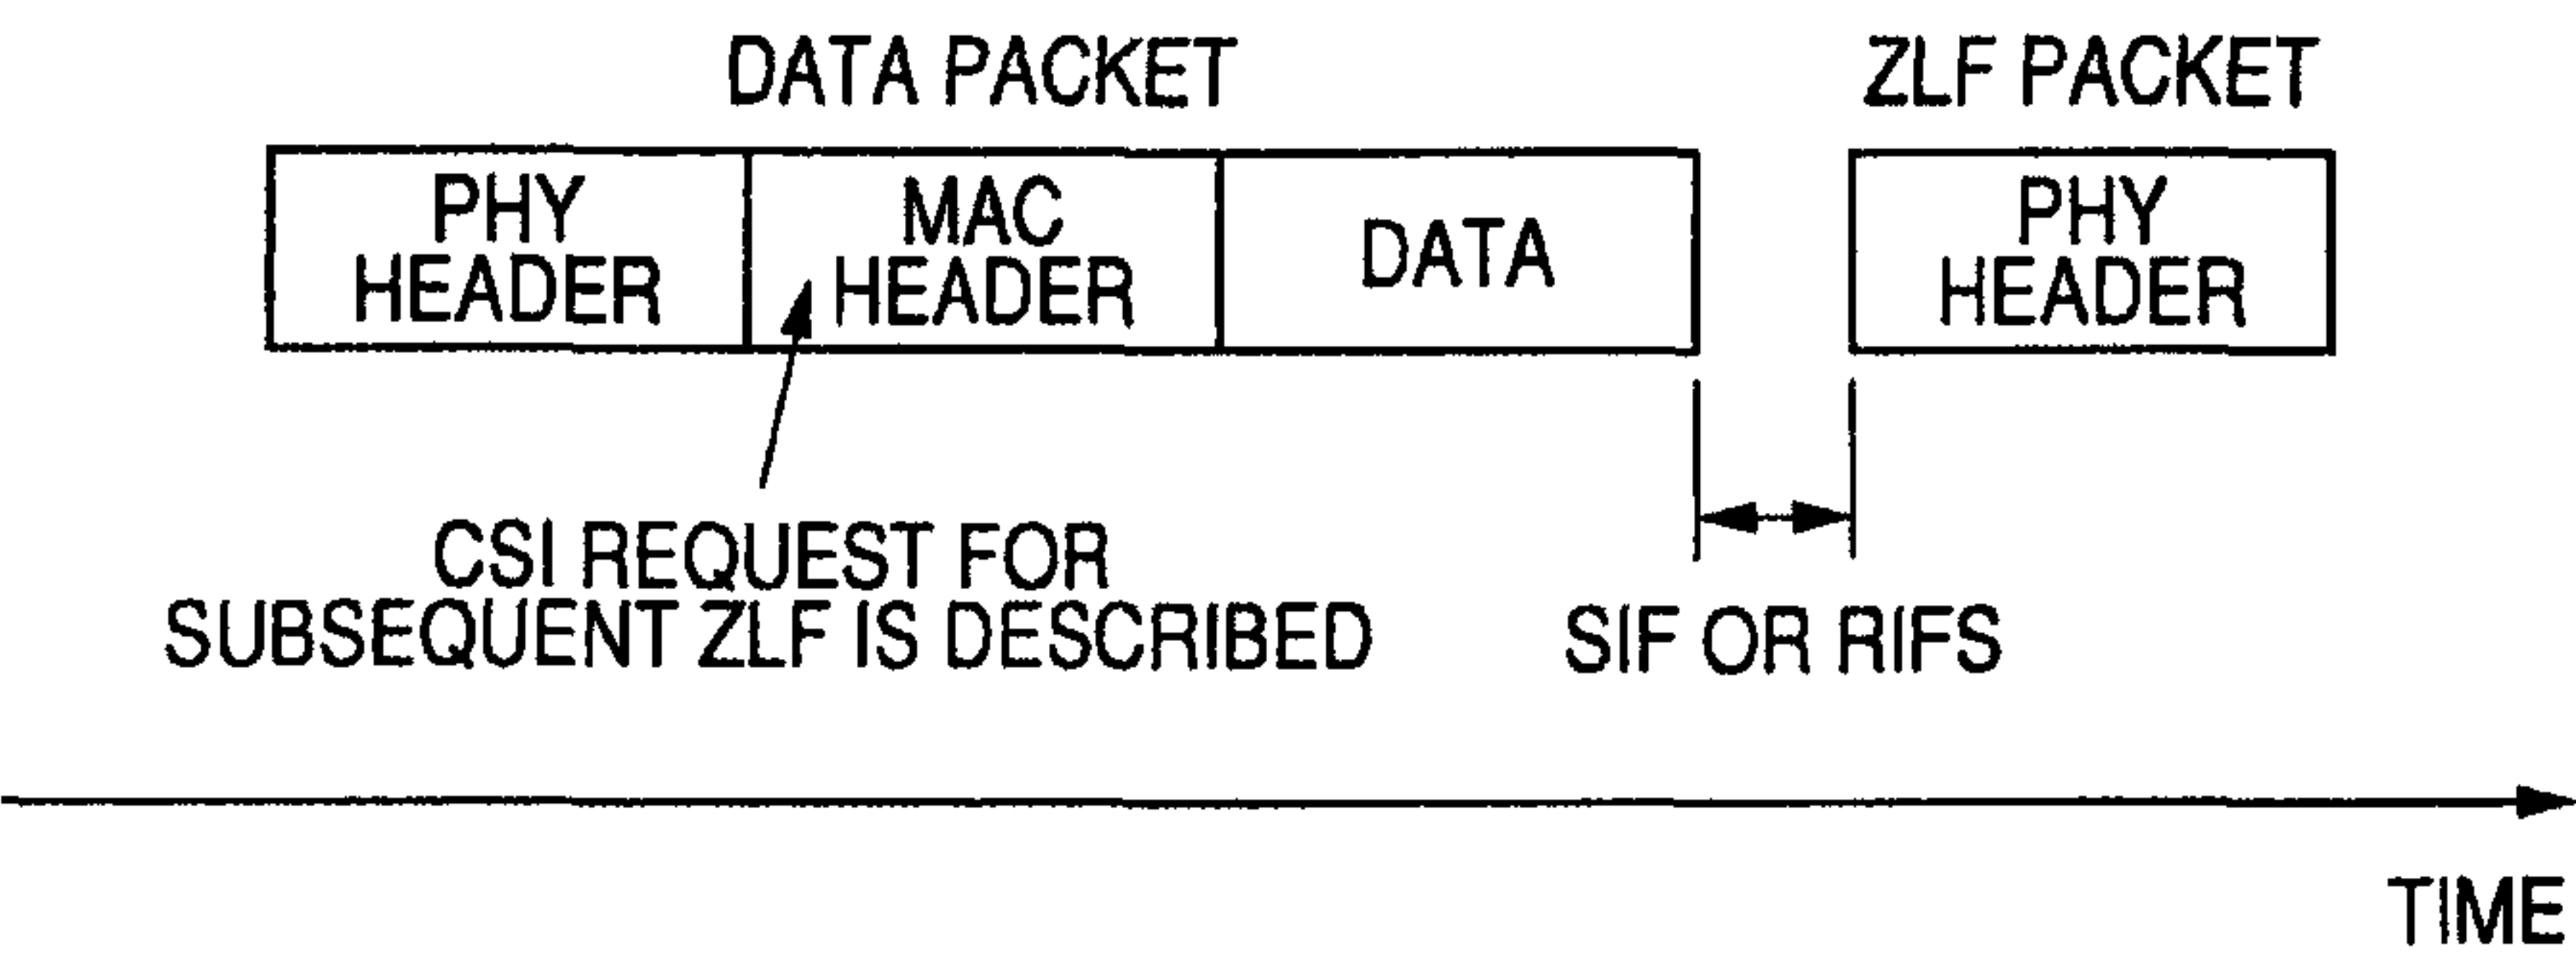 DATA PACKET
ZLF PACKET
PHY
HEADER
MAC
HEADER
DATA
PHY
HEADER
CSI REQUEST FOR
SUBSEQUENT ZLF IS DESCRIBED
SIF OR RIFS
TIME